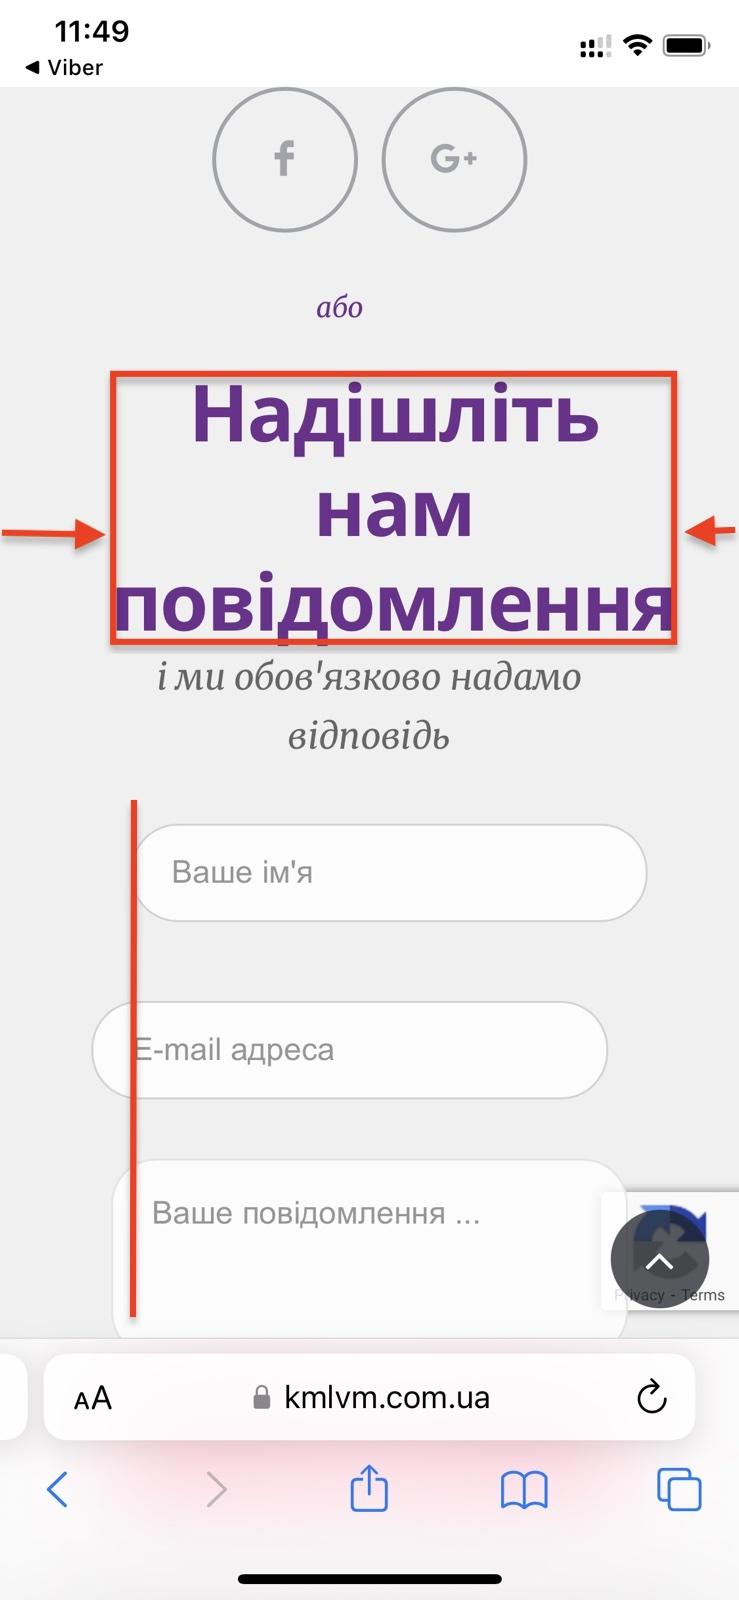 11:49
◀ Viber
f
G+
або
Надішліть
нам
повідомлення
і ми обов'язково надамо
відповідь
Ваше ім'я
E-mail адреса
Ваше повідомлення ...
Privacy - Terms
AA kmlvm.com.ua